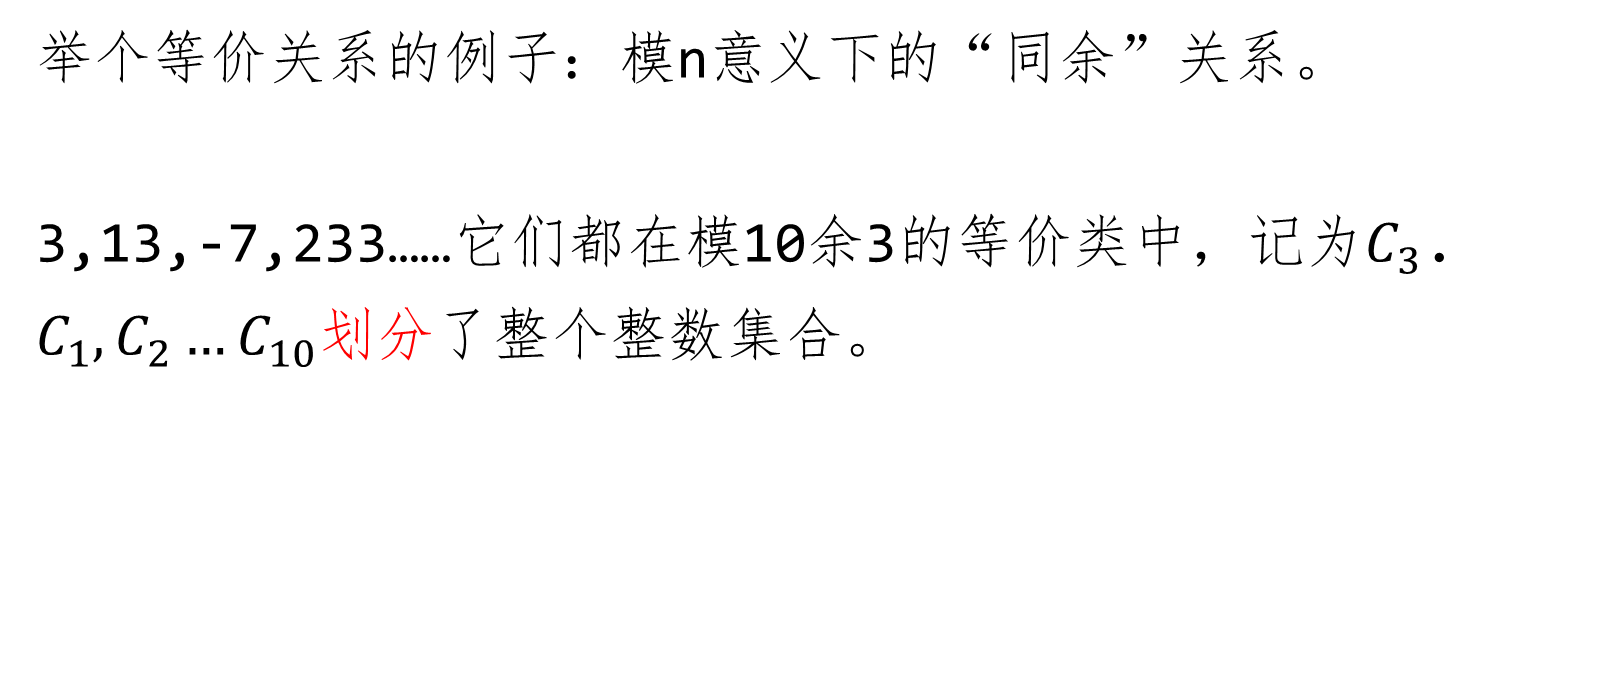 举个等价关系的例子：模n意义下的“同余”关系。
3,13,-7,233……它们都在模10余3的等价类中，记为C₃.
C₁,C₂ … C₁₀划分了整个整数集合。